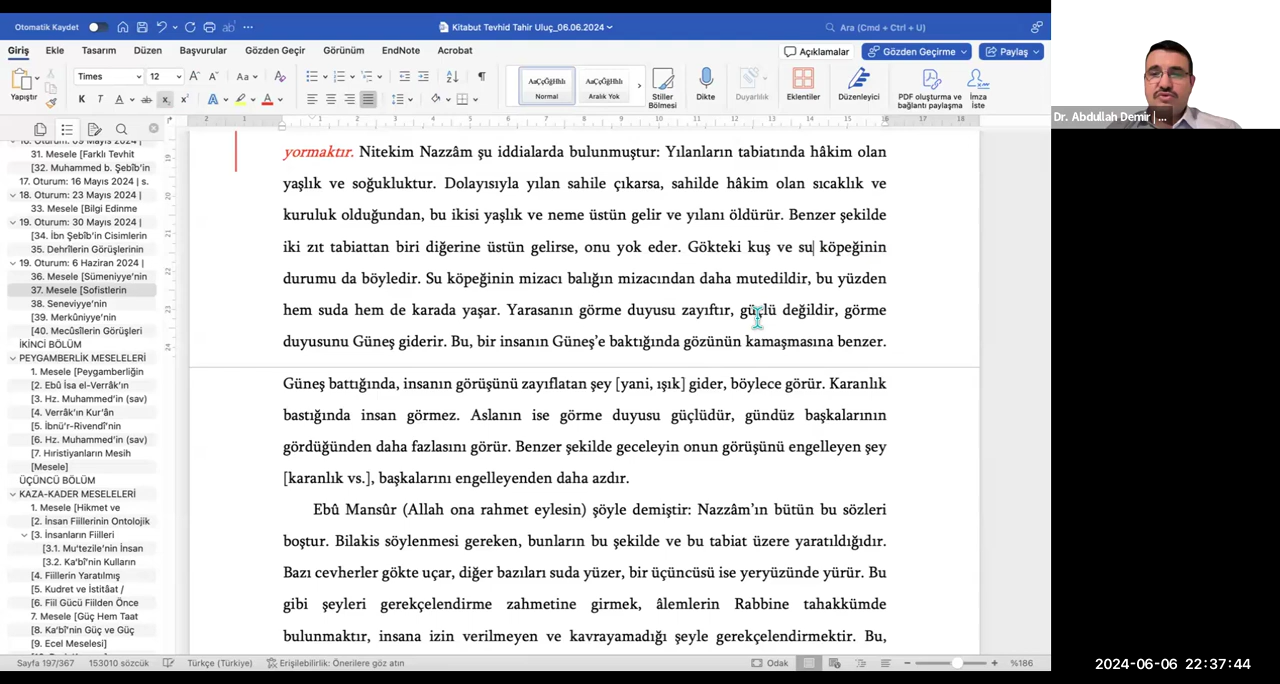 Otomatik Kaydet
Kitabut Tevhid Tahir Uluç_06.06.2024
Ara (Cmd + Ctrl + U)
Giriş Ekle Tasarım Düzen Başvurular Gözden Geçir Görünüm EndNote Acrobat
Açıklamalar Gözden Geçirme Paylaş
Yapıştır
Times 12
AaÇçĞğHhIı Normal
AaÇçĞğHhIı Aralık Yok
Stiller Bölmesi
Dikte
Duyarlılık
Eklentiler
Düzenleyici
PDF oluşturma ve bağlantı paylaşma
İmza İste
31. Mesele [Farklı Tevhit
[32. Muhammed b. Şebîb'in
17. Oturum: 16 Mayıs 2024 | s.
18. Oturum: 23 Mayıs 2024 |
33. Mesele [Bilgi Edinme
19. Oturum: 30 Mayıs 2024 |
[34. İbn Şebîb'in Cisimlerin
35. Dehrîlerin Görüşlerinin
19. Oturum: 6 Haziran 2024 |
36. Mesele [Sümeniyye'nin
37. Mesele [Sofistlerin
38. Seneviyye'nin
[39. Merkûniyye'nin
[40. Mecûsîlerin Görüşleri
İKİNCİ BÖLÜM
PEYGAMBERLİK MESELELERİ
1. Mesele [Peygamberliğin
[2. Ebû İsa el-Verrâk'ın
[3. Hz. Muhammed'in (sav)
[4. Verrâk'ın Kur'ân
[5. İbnü'r-Rivendî'nin
[6. Hz. Muhammed'in (sav)
[7. Hıristiyanların Mesih
[Mesele]
ÜÇÜNCÜ BÖLÜM
KAZA-KADER MESELELERİ
1. Mesele [Hikmet ve
[2. İnsan Fiillerinin Ontolojik
[3. İnsanların Fiilleri
[3.1. Mu'tezile'nin İnsan
[3.2. Ka'bî'nin Kulların
[4. Fiillerin Yaratılmış
[5. Kudret ve İstitâat /
[6. Fiil Gücü Fiilden Önce
7. Mesele [Güç Hem Taat
[8. Ka'bî'nin Güç ve Güç
[9. Ecel Meselesi]
yormaktır. Nitekim Nazzâm şu iddialarda bulunmuştur: Yılanların tabiatında hâkim olan
yaşlık ve soğukluktur. Dolayısıyla yılan sahile çıkarsa, sahilde hâkim olan sıcaklık ve
kuruluk olduğundan, bu ikisi yaşlık ve neme üstün gelir ve yılanı öldürür. Benzer şekilde
iki zıt tabiattan biri diğerine üstün gelirse, onu yok eder. Gökteki kuş ve su köpeğinin
durumu da böyledir. Su köpeğinin mizacı balığın mizacından daha mutedildir, bu yüzden
hem suda hem de karada yaşar. Yarasanın görme duyusu zayıftır, güçlü değildir, görme
duyusunu Güneş giderir. Bu, bir insanın Güneş'e baktığında gözünün kamaşmasına benzer.
Güneş battığında, insanın görüşünü zayıflatan şey [yani, ışık] gider, böylece görür. Karanlık
bastığında insan görmez. Aslanın ise görme duyusu güçlüdür, gündüz başkalarının
gördüğünden daha fazlasını görür. Benzer şekilde geceleyin onun görüşünü engelleyen şey
[karanlık vs.], başkalarını engelleyenden daha azdır.
Ebû Mansûr (Allah ona rahmet eylesin) şöyle demiştir: Nazzâm'ın bütün bu sözleri
boştur. Bilakis söylenmesi gereken, bunların bu şekilde ve bu tabiat üzere yaratıldığıdır.
Bazı cevherler gökte uçar, diğer bazıları suda yüzer, bir üçüncüsü ise yeryüzünde yürür. Bu
gibi şeyleri gerekçelendirme zahmetine girmek, âlemlerin Rabbine tahakkümde
bulunmaktır, insana izin verilmeyen ve kavrayamadığı şeyle gerekçelendirmektir. Bu,
Sayfa 197/367 153010 sözcük Türkçe (Türkiye) Erişilebilirlik: Önerilere göz atın Odak %186
Dr. Abdullah Demir | ...
2024-06-06 22:37:44